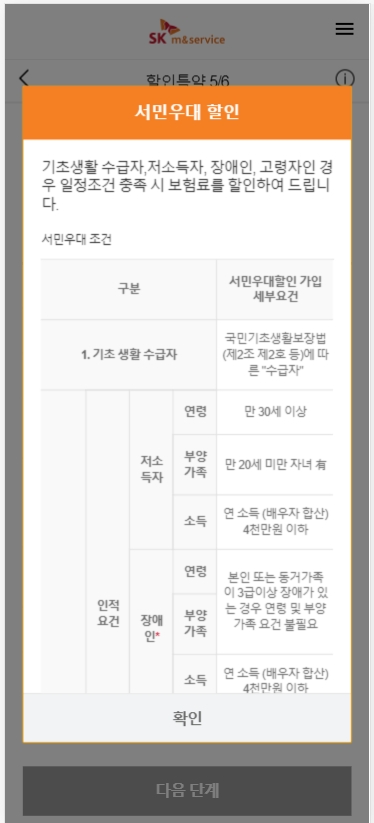 SK m&service
할인특약 5/6
서민우대 할인
기초생활 수급자,저소득자, 장애인, 고령자인 경
우 일정조건 충족 시 보험료를 할인하여 드립니
다.
서민우대 조건
구분
서민우대할인 가입
세부요건
1. 기초 생활 수급자
국민기초생활보장법
(제2조 제2호 등)에 따
른 "수급자"
인적
요건
저소
득자
연령
만 30세 이상
부양
가족
만 20세 미만 자녀 有
소득
연 소득 (배우자 합산)
4천만원 이하
장애
인*
연령
부양
가족
본인 또는 동거가족
이 3급이상 장애가 있
는 경우 연령 및 부양
가족 요건 불필요
소득
연 소득 (배우자 합산)
4천만원 이하
확인
다음 단계